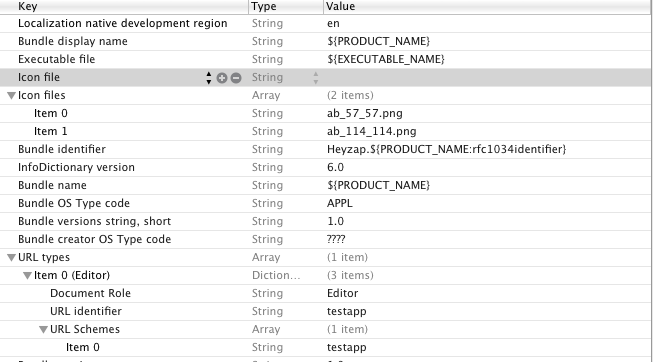 Key Type Value
Localization native development region String en
Bundle display name String ${PRODUCT_NAME}
Executable file String ${EXECUTABLE_NAME}
Icon file String
Icon files Array (2 items)
Item 0 String ab_57_57.png
Item 1 String ab_114_114.png
Bundle identifier String Heyzap.${PRODUCT_NAME:rfc1034identifier}
InfoDictionary version String 6.0
Bundle name String ${PRODUCT_NAME}
Bundle OS Type code String APPL
Bundle versions string, short String 1.0
Bundle creator OS Type code String ????
URL types Array (1 item)
Item 0 (Editor) Diction... (3 items)
Document Role String Editor
URL identifier String testapp
URL Schemes Array (1 item)
Item 0 String testapp